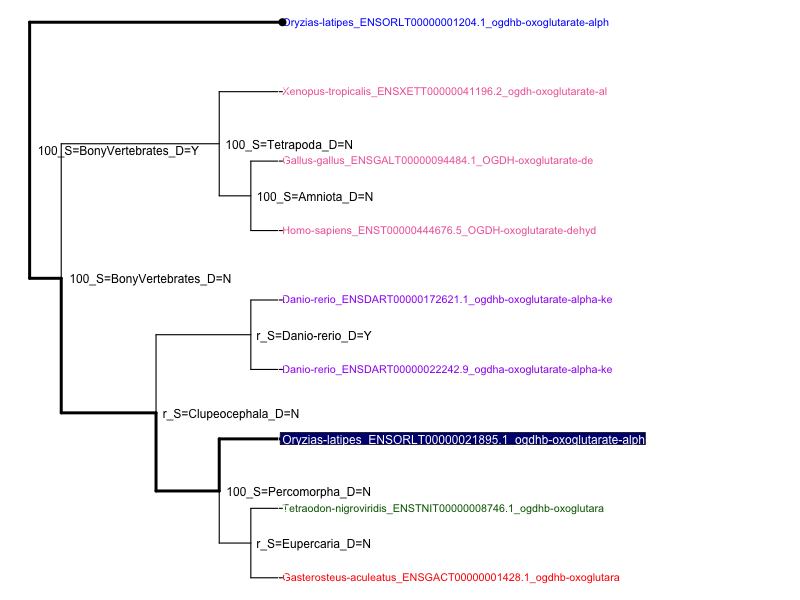 Oryzias-latipes_ENSORLT00000001204.1_ogdhb-oxoglutarate-alph
Xenopus-tropicalis_ENSXETT00000041196.2_ogdh-oxoglutarate-al
100_S=Tetrapoda_D=N
100_S=BonyVertebrates_D=Y
Gallus-gallus_ENSGALT00000094484.1_OGDH-oxoglutarate-de
100_S=Amniota_D=N
Homo-sapiens_ENST00000444676.5_OGDH-oxoglutarate-dehyd
100_S=BonyVertebrates_D=N
Danio-rerio_ENSDART00000172621.1_ogdhb-oxoglutarate-alpha-ke
r_S=Danio-rerio_D=Y
Danio-rerio_ENSDART00000022242.9_ogdha-oxoglutarate-alpha-ke
r_S=Clupeocephala_D=N
Oryzias-latipes_ENSORLT00000021895.1_ogdhb-oxoglutarate-alph
100_S=Percomorpha_D=N
Tetraodon-nigroviridis_ENSTNIT00000008746.1_ogdhb-oxoglutara
r_S=Eupercaria_D=N
Gasterosteus-aculeatus_ENSGACT00000001428.1_ogdhb-oxoglutara